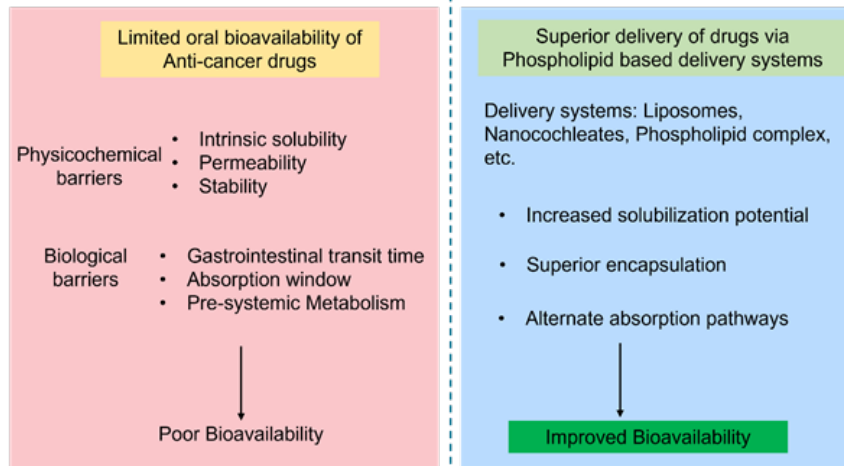 Limited oral bioavailability of
Anti-cancer drugs
Physicochemical
barriers
• Intrinsic solubility
• Permeability
• Stability
Biological
barriers
• Gastrointestinal transit time
• Absorption window
• Pre-systemic Metabolism
Poor Bioavailability
Superior delivery of drugs via
Phospholipid based delivery systems
Delivery systems: Liposomes,
Nanocochleates, Phospholipid complex,
etc.
• Increased solubilization potential
• Superior encapsulation
• Alternate absorption pathways
Improved Bioavailability